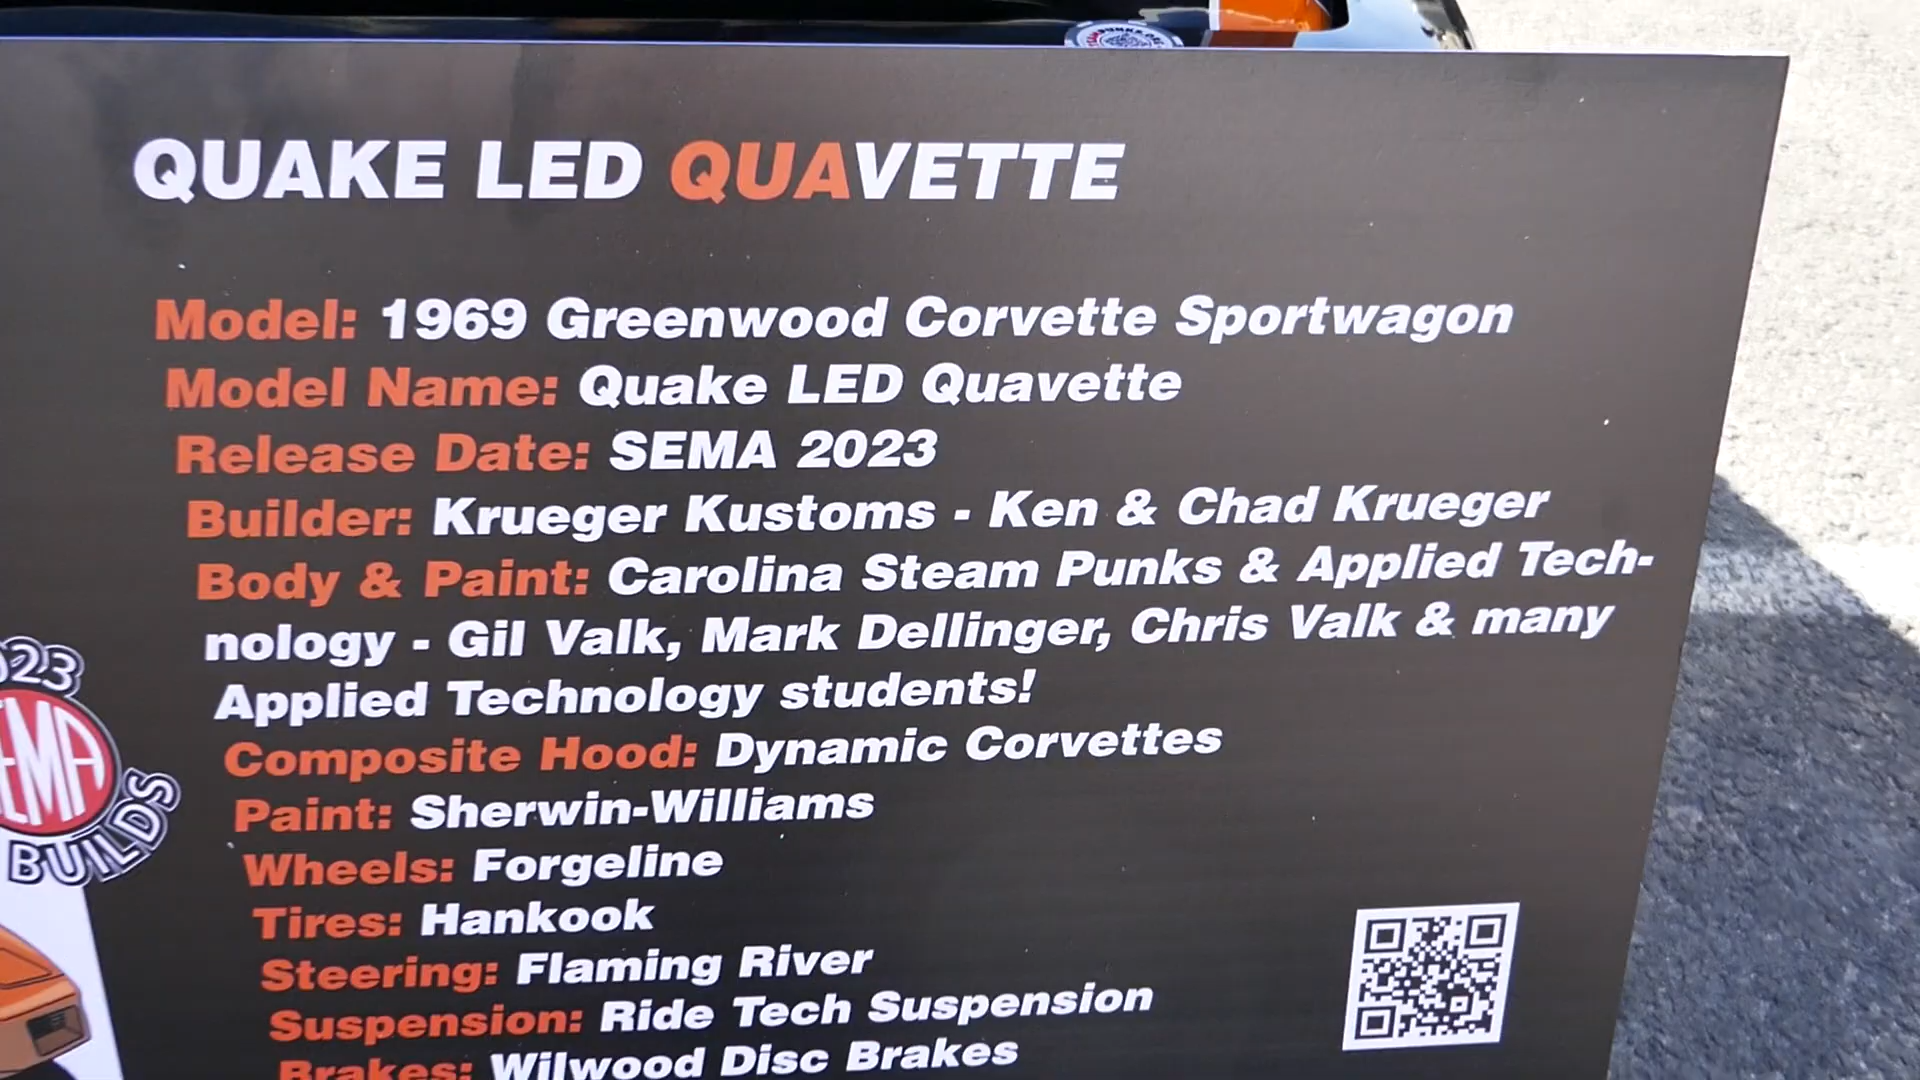 QUAKE LED QUAVETTE
Model: 1969 Greenwood Corvette Sportwagon
Model Name: Quake LED Quavette
Release Date: SEMA 2023
Builder: Krueger Kustoms - Ken & Chad Krueger
Body & Paint: Carolina Steam Punks & Applied Tech-
nology - Gil Valk, Mark Dellinger, Chris Valk & many
Applied Technology students!
Composite Hood: Dynamic Corvettes
Paint: Sherwin-Williams
Wheels: Forgeline
Tires: Hankook
Steering: Flaming River
Suspension: Ride Tech Suspension
Brakes: Wilwood Disc Brakes
023
EMA
BUILDS